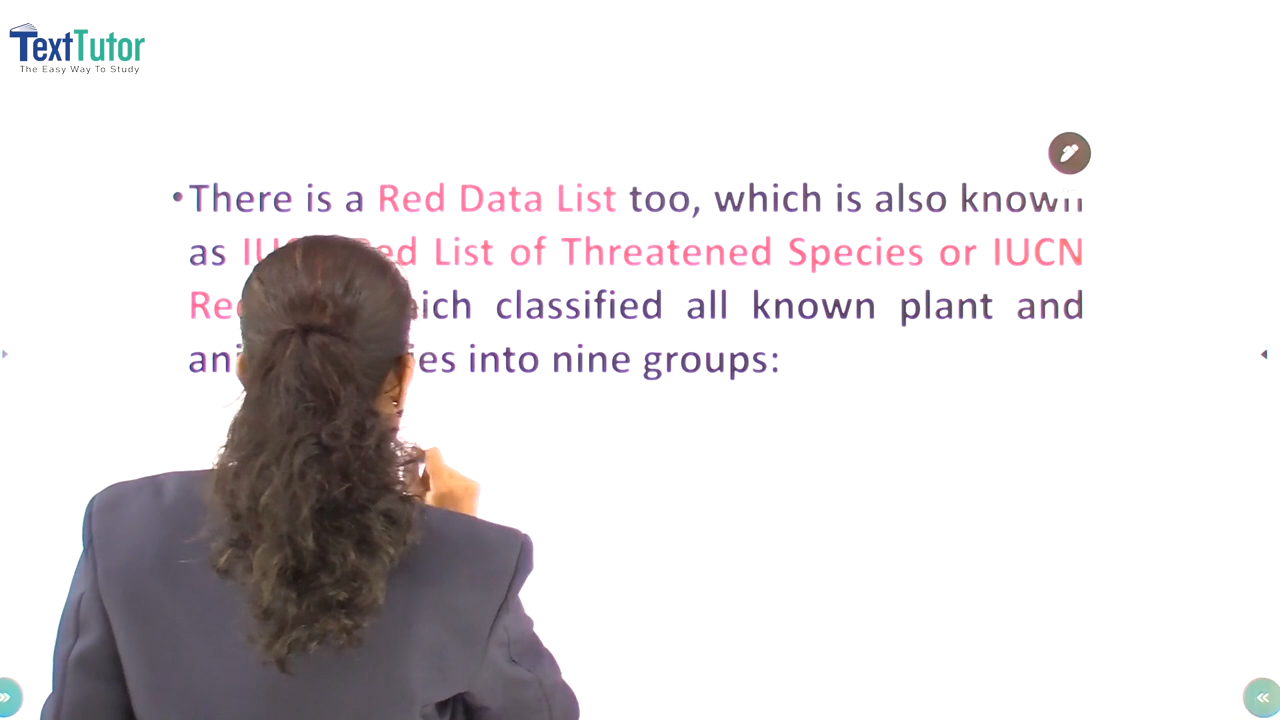 TextTutor
The Easy Way To Study
• There is a Red Data List too, which is also known
as Red List of Threatened Species or IUCN
classified all known plant and
into nine groups: